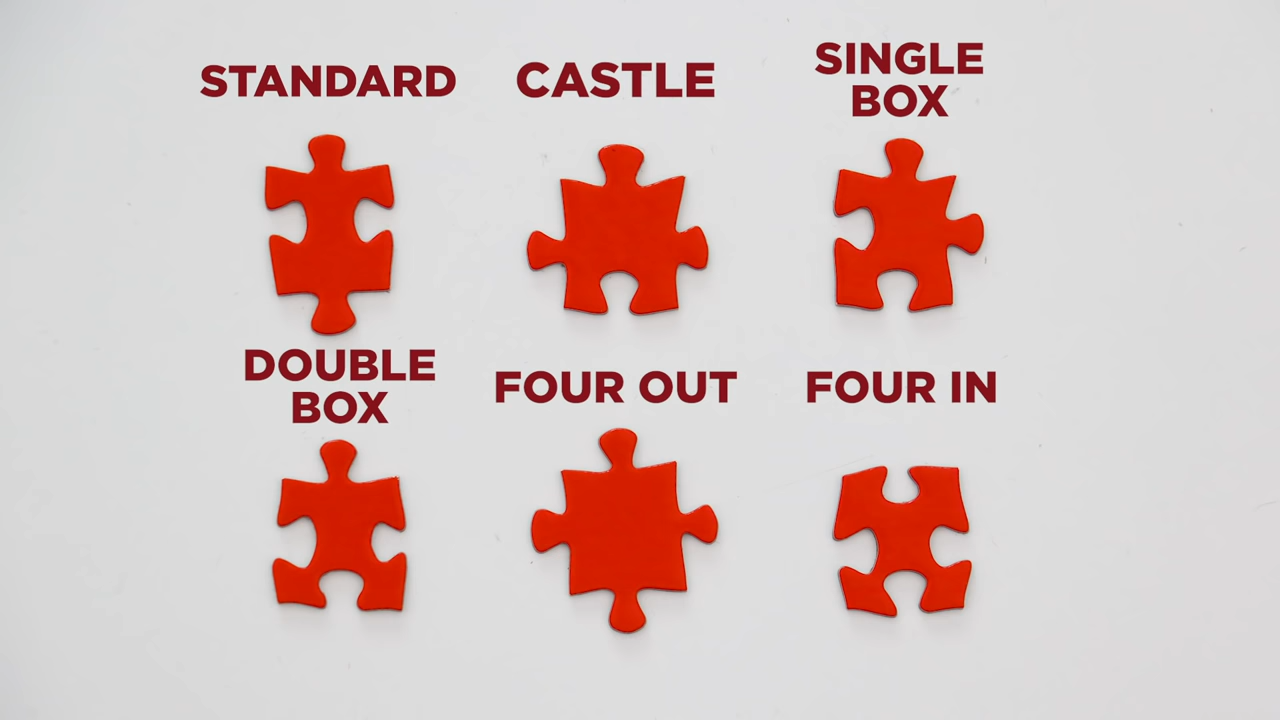 STANDARD
CASTLE
SINGLE
BOX
DOUBLE
BOX
FOUR OUT
FOUR IN